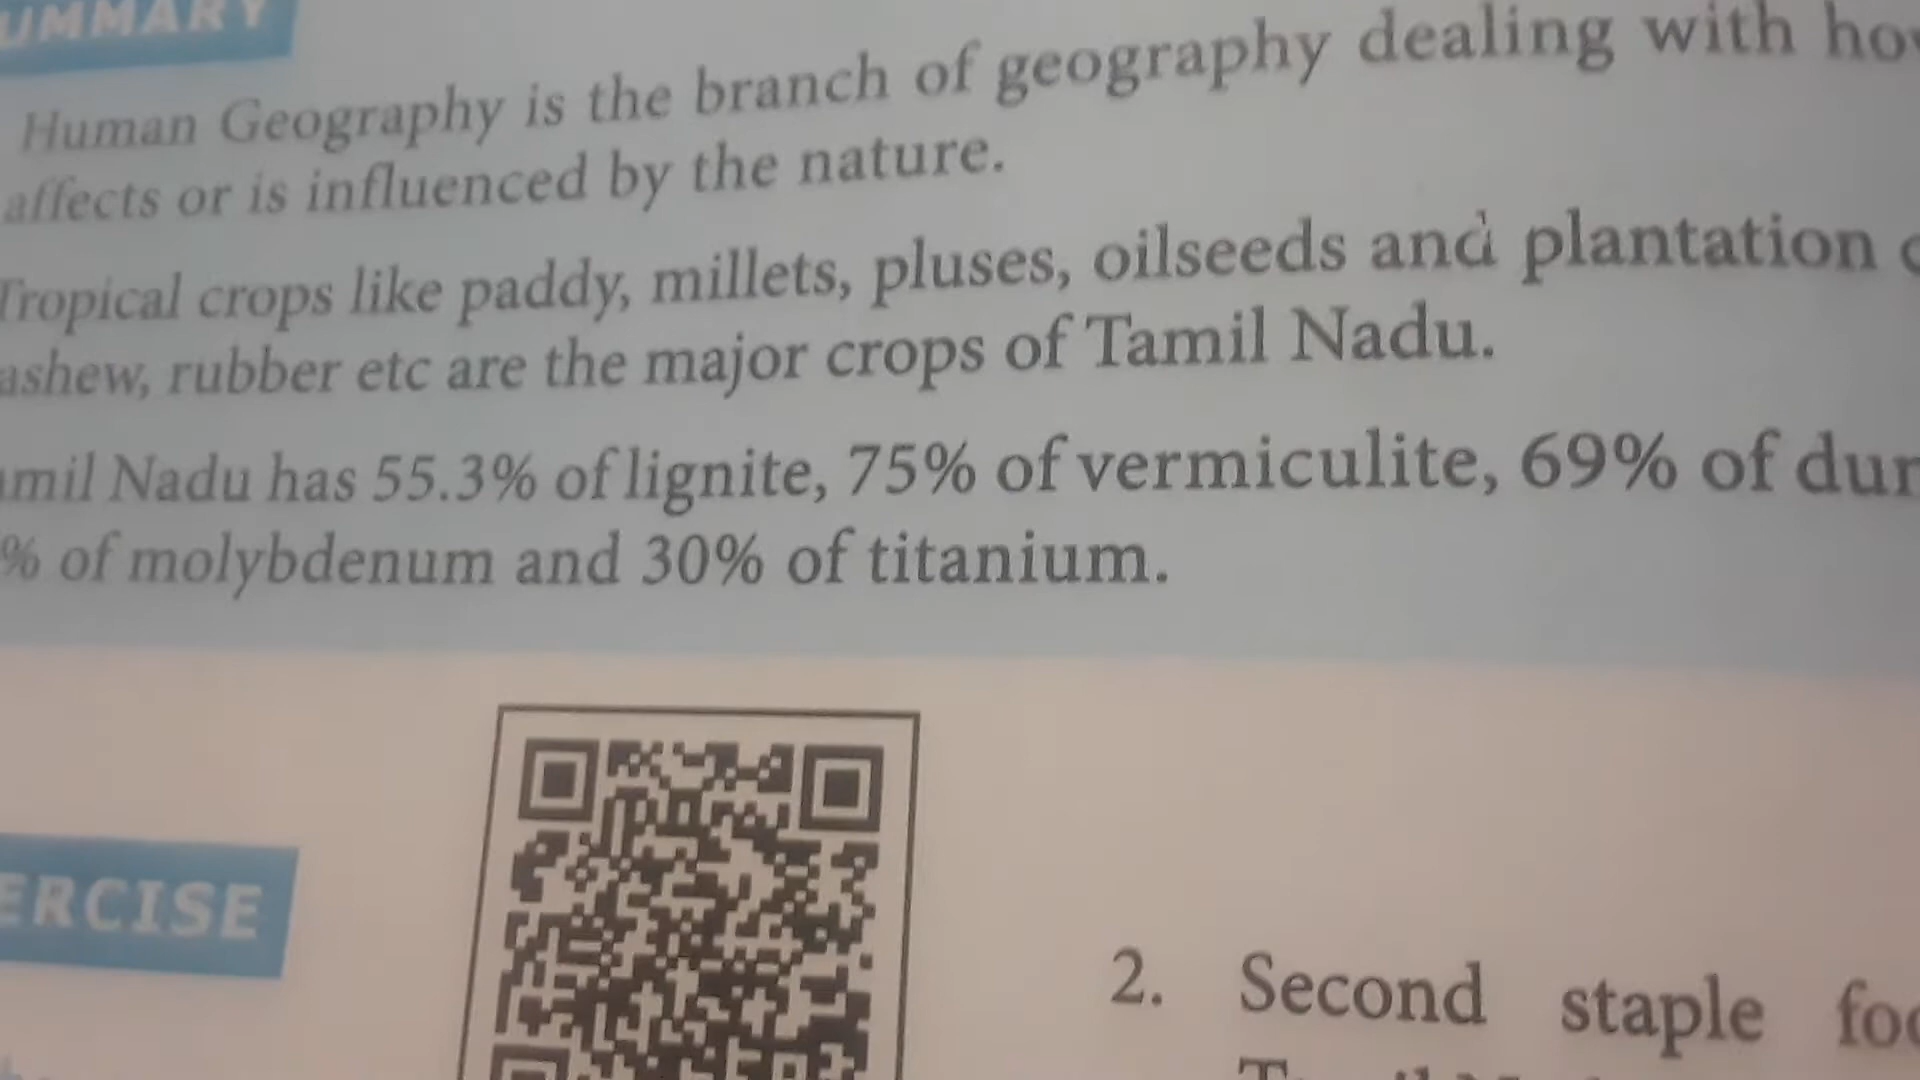 UMMARY
Human Geography is the branch of geography dealing with how
affects or is influenced by the nature.
Tropical crops like paddy, millets, pluses, oilseeds and plantation c
ashew, rubber etc are the major crops of Tamil Nadu.
amil Nadu has 55.3% of lignite, 75% of vermiculite, 69% of dun
% of molybdenum and 30% of titanium.
ERCISE
2. Second staple foo